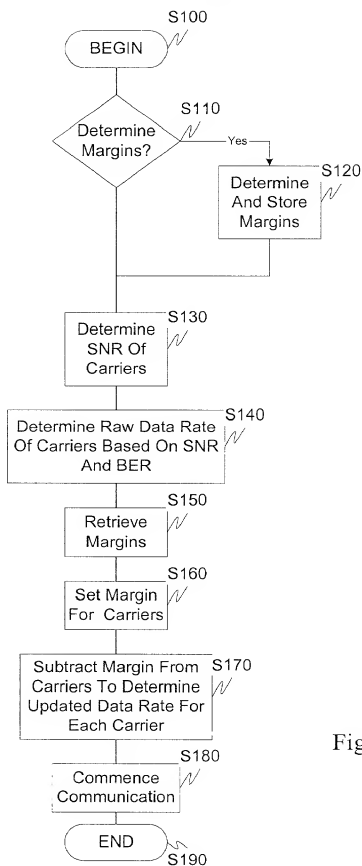 S100
BEGIN
S110
Determine
Margins?
Yes
S120
Determine
And Store
Margins
S130
Determine
SNR Of
Carriers
S140
Determine Raw Data Rate
Of Carriers Based On SNR
And BER
S150
Retrieve
Margins
S160
Set Margin
For Carriers
S170
Subtract Margin From
Carriers To Determine
Updated Data Rate For
Each Carrier
Fig
S180
Commence
Communication
END
S190